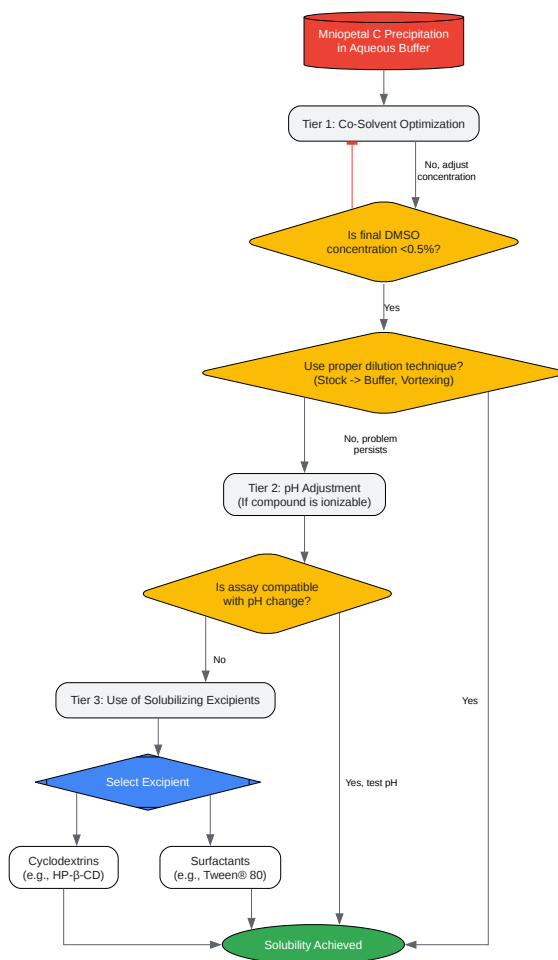 Mniopetal C Precipitation
in Aqueous Buffer
Tier 1: Co-Solvent Optimization
No, adjust
concentration
Is final DMSO
concentration <0.5%?
Yes
Use proper dilution technique?
(Stock -> Buffer, Vortexing)
No, problem
persists
Tier 2: pH Adjustment
(If compound is ionizable)
Is assay compatible
with pH change?
No
Tier 3: Use of Solubilizing Excipients
Yes
Select Excipient
Yes, test pH
Cyclodextrins
(e.g., HP-β-CD)
Surfactants
(e.g., Tween® 80)
Solubility Achieved